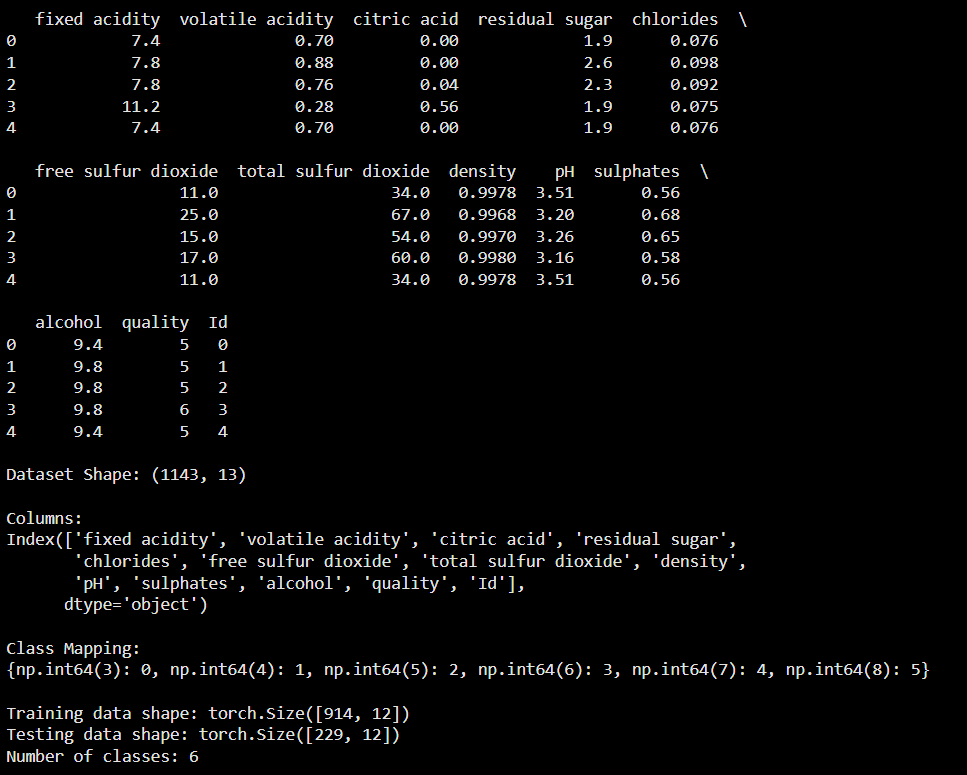 fixed acidity  volatile acidity  citric acid  residual sugar  chlorides  \
0            7.4              0.70         0.00             1.9      0.076
1            7.8              0.88         0.00             2.6      0.098
2            7.8              0.76         0.04             2.3      0.092
3           11.2              0.28         0.56             1.9      0.075
4            7.4              0.70         0.00             1.9      0.076

   free sulfur dioxide  total sulfur dioxide  density    pH  sulphates  \
0                 11.0                  34.0   0.9978  3.51       0.56
1                 25.0                  67.0   0.9968  3.20       0.68
2                 15.0                  54.0   0.9970  3.26       0.65
3                 17.0                  60.0   0.9980  3.16       0.58
4                 11.0                  34.0   0.9978  3.51       0.56

   alcohol  quality  Id
0      9.4        5   0
1      9.8        5   1
2      9.8        5   2
3      9.8        6   3
4      9.4        5   4

Dataset Shape: (1143, 13)

Columns:
Index(['fixed acidity', 'volatile acidity', 'citric acid', 'residual sugar',
       'chlorides', 'free sulfur dioxide', 'total sulfur dioxide', 'density',
       'pH', 'sulphates', 'alcohol', 'quality', 'Id'],
      dtype='object')

Class Mapping:
{np.int64(3): 0, np.int64(4): 1, np.int64(5): 2, np.int64(6): 3, np.int64(7): 4, np.int64(8): 5}

Training data shape: torch.Size([914, 12])
Testing data shape: torch.Size([229, 12])
Number of classes: 6